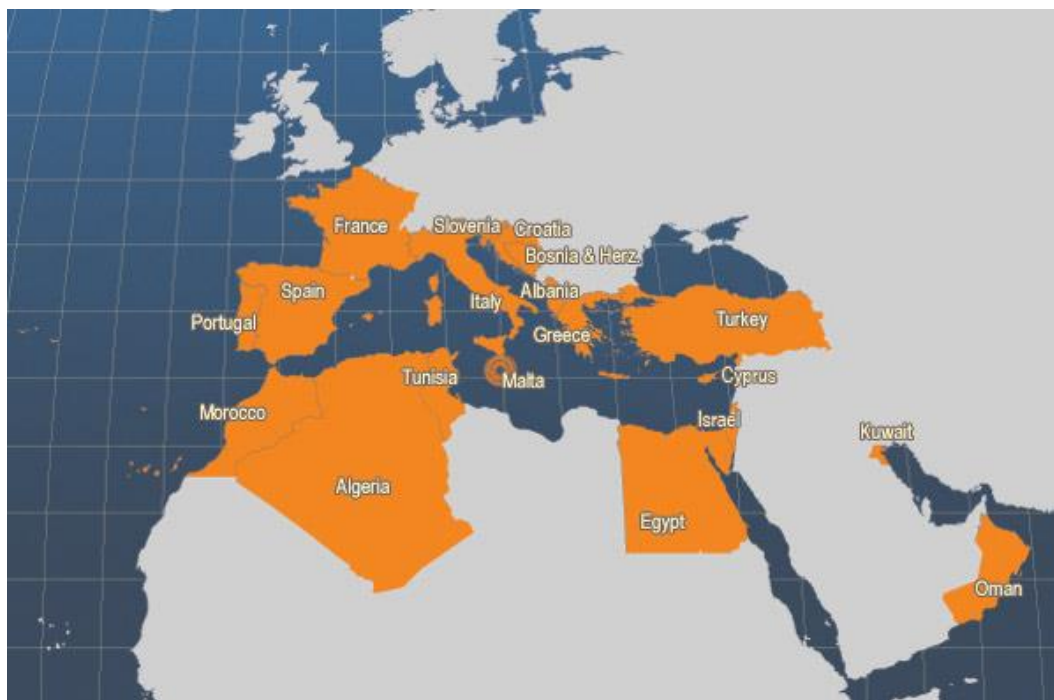 France
Slovenia
Croatia
Bosnia & Herz.
Spain
Italy
Albania
Portugal
Greece
Turkey
Tunisia
Malta
Cyprus
Morocco
Israel
Kuwait
Algeria
Egypt
Oman